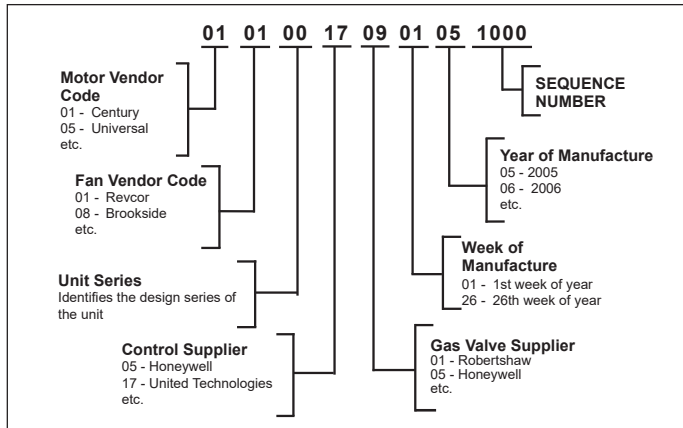 01 01 00 17 09 01 05 1000
Motor Vendor
Code
01 - Century
05 - Universal
etc.
SEQUENCE
NUMBER
Fan Vendor Code
01 - Revcor
08 - Brookside
etc.
Year of Manufacture
05 - 2005
06 - 2006
etc.
Unit Series
Identifies the design series of
the unit
Week of
Manufacture
01 - 1st week of year
26 - 26th week of year
Control Supplier
05 - Honeywell
17 - United Technologies
etc.
Gas Valve Supplier
01 - Robertshaw
05 - Honeywell
etc.